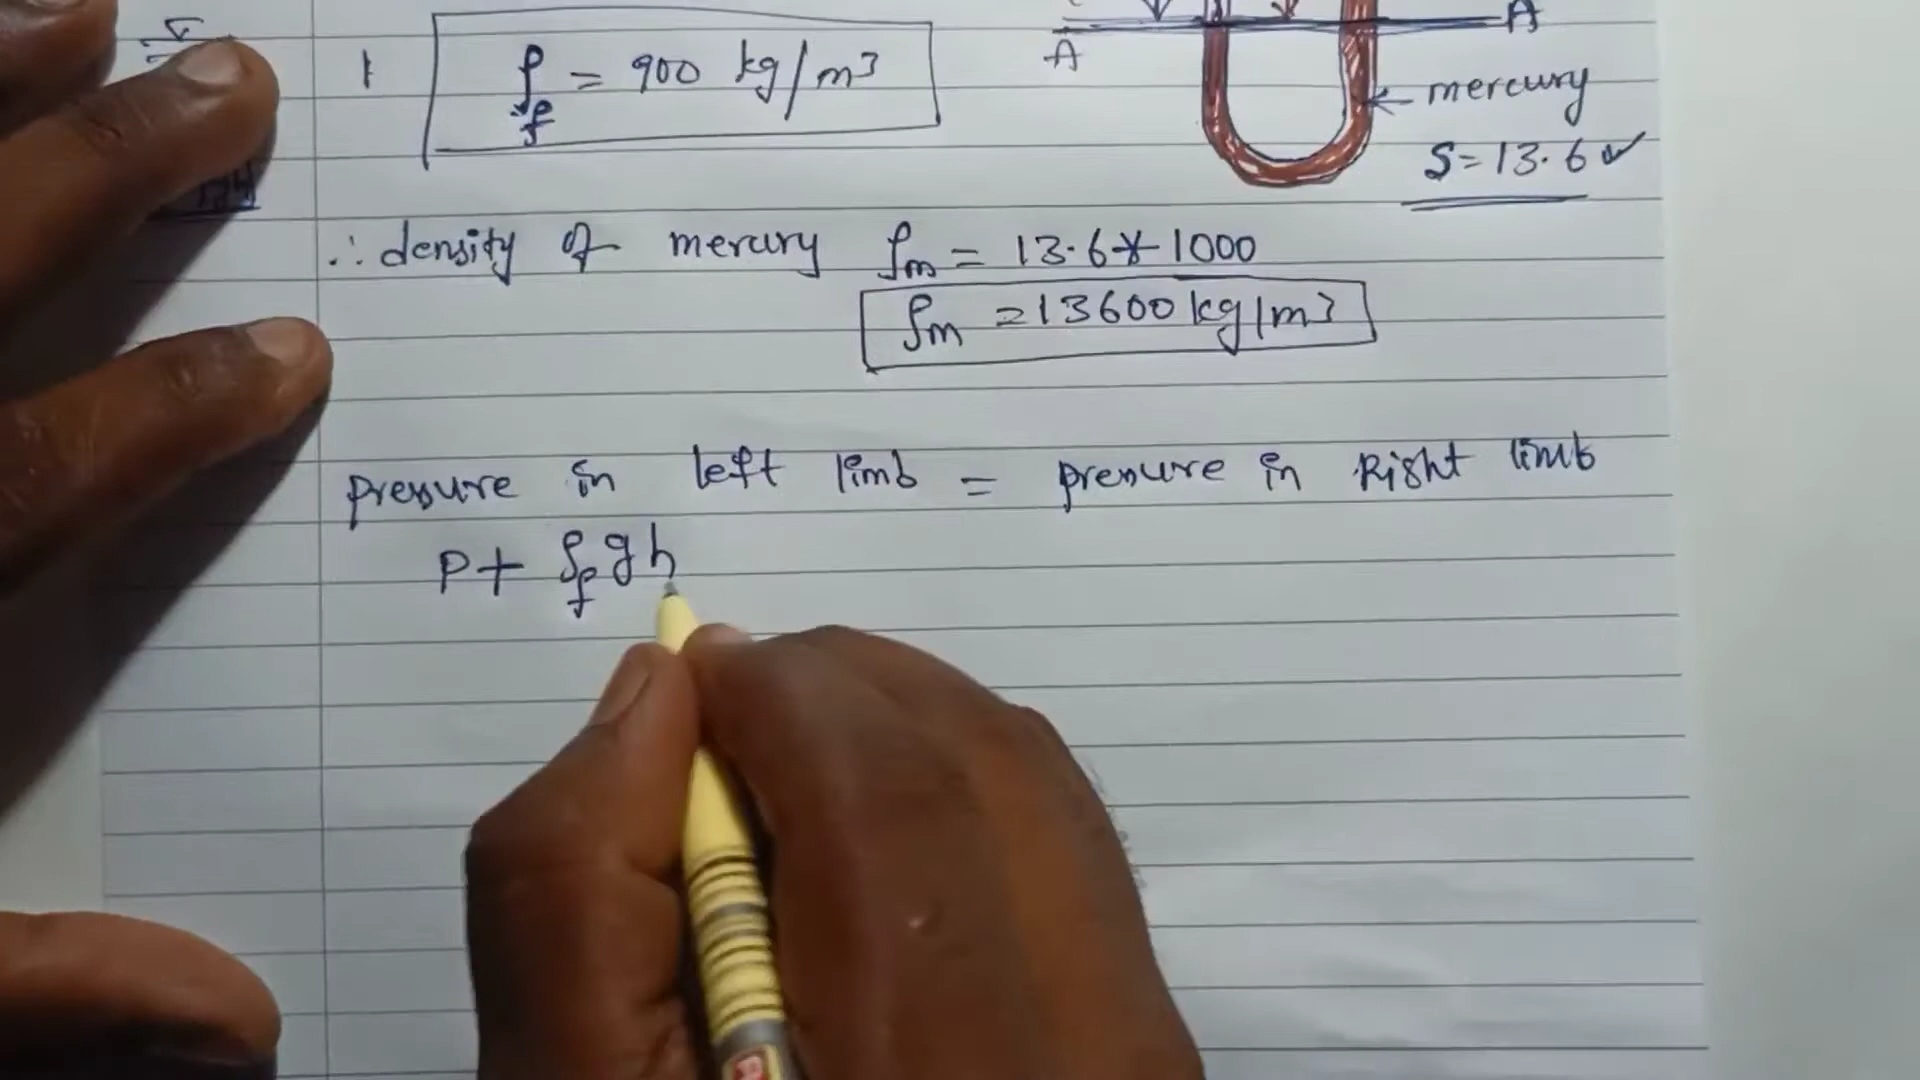 ρf = 900 kg/m³
A
A
mercury
S = 13.6 ✓
∴ density of mercury ρm = 13.6 * 1000
ρm = 13600 kg/m³
pressure in left limb = pressure in Right limb
P + ρf g h